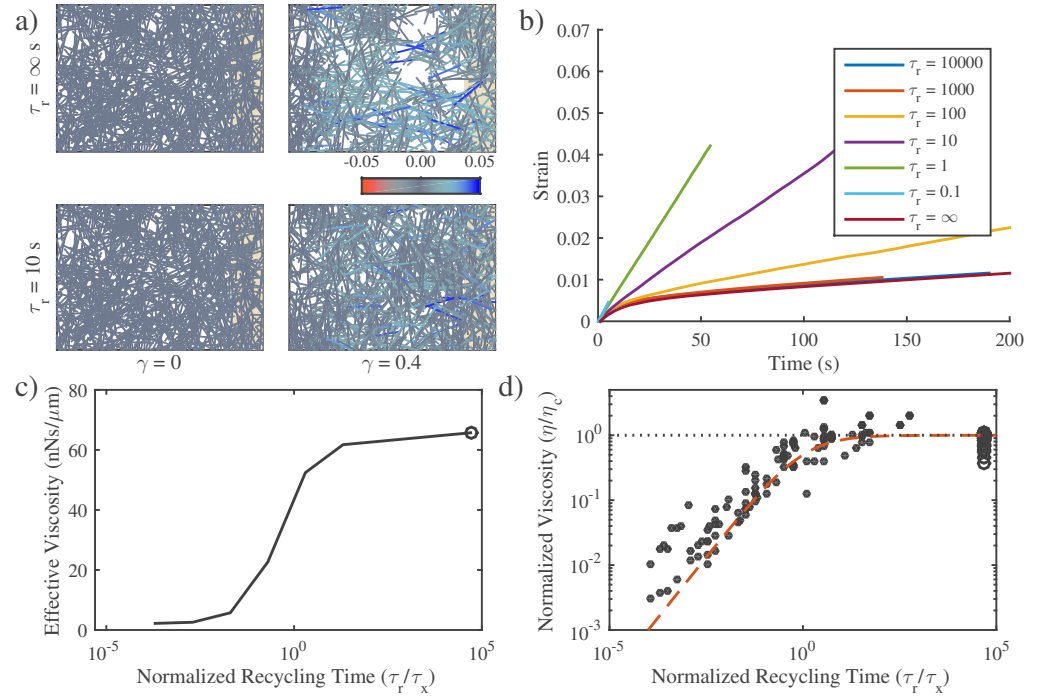 a)
τr = ∞ s
-0.05 0.00 0.05
τr = 10 s
γ = 0 γ = 0.4
b)
0.07
0.06
0.05
0.04
0.03
0.02
0.01
0
Strain
0 50 100 150 200
Time (s)
τr = 10000
τr = 1000
τr = 100
τr = 10
τr = 1
τr = 0.1
τr = ∞
c)
80
60
40
20
0
Effective Viscosity (nNs/μm)
10⁻⁵ 10⁰ 10⁵
Normalized Recycling Time (τr/τx)
d)
10⁰
10⁻¹
10⁻²
10⁻³
Normalized Viscosity (η/ηc)
10⁻⁵ 10⁰ 10⁵
Normalized Recycling Time (τr/τx)